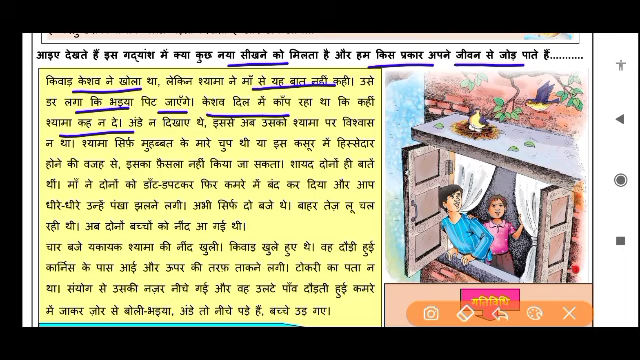 आइए देखते हैं इस गद्यांश में क्या कुछ नया सीखने को मिलता है और हम किस प्रकार अपने जीवन से जोड़ पाते हैं...........
किवाड़ केशव ने खोला था, लेकिन श्यामा ने माँ से यह बात नहीं कही। उसे
डर लगा कि भइया पिट जाएँगे। केशव दिल में काँप रहा था कि कहीं
श्यामा कह न दे। अंडे न दिखाए थे, इससे अब उसको श्यामा पर विश्वास
न था। श्यामा सिर्फ़ मुहब्बत के मारे चुप थी या इस कसूर में हिस्सेदार
होने की वजह से, इसका फ़ैसला नहीं किया जा सकता। शायद दोनों ही बातें
थीं। माँ ने दोनों को डाँट-डपटकर फिर कमरे में बंद कर दिया और आप
धीरे-धीरे उन्हें पंखा झलने लगी। अभी सिर्फ दो बजे थे। बाहर तेज़ लू चल
रही थी। अब दोनों बच्चों को नींद आ गई थी।
चार बजे यकायक श्यामा की नींद खुली। किवाड़ खुले हुए थे। वह दौड़ी हुई
कार्निस के पास आई और ऊपर की तरफ़ ताकने लगी। टोकरी का पता न
था। संयोग से उसकी नज़र नीचे गई और वह उलटे पाँव दौड़ती हुई कमरे
में जाकर ज़ोर से बोली-भइया, अंडे तो नीचे पड़े हैं, बच्चे उड़ गए।
गतिविधि